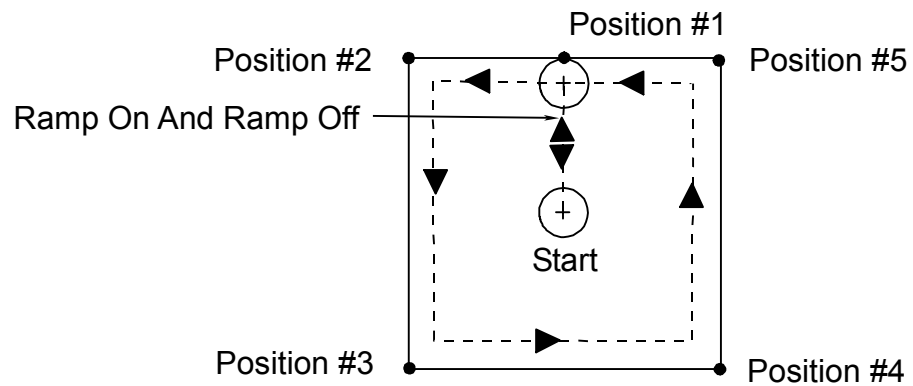 Position #1
Position #2
Position #5
Ramp On And Ramp Off
Start
Position #3
Position #4